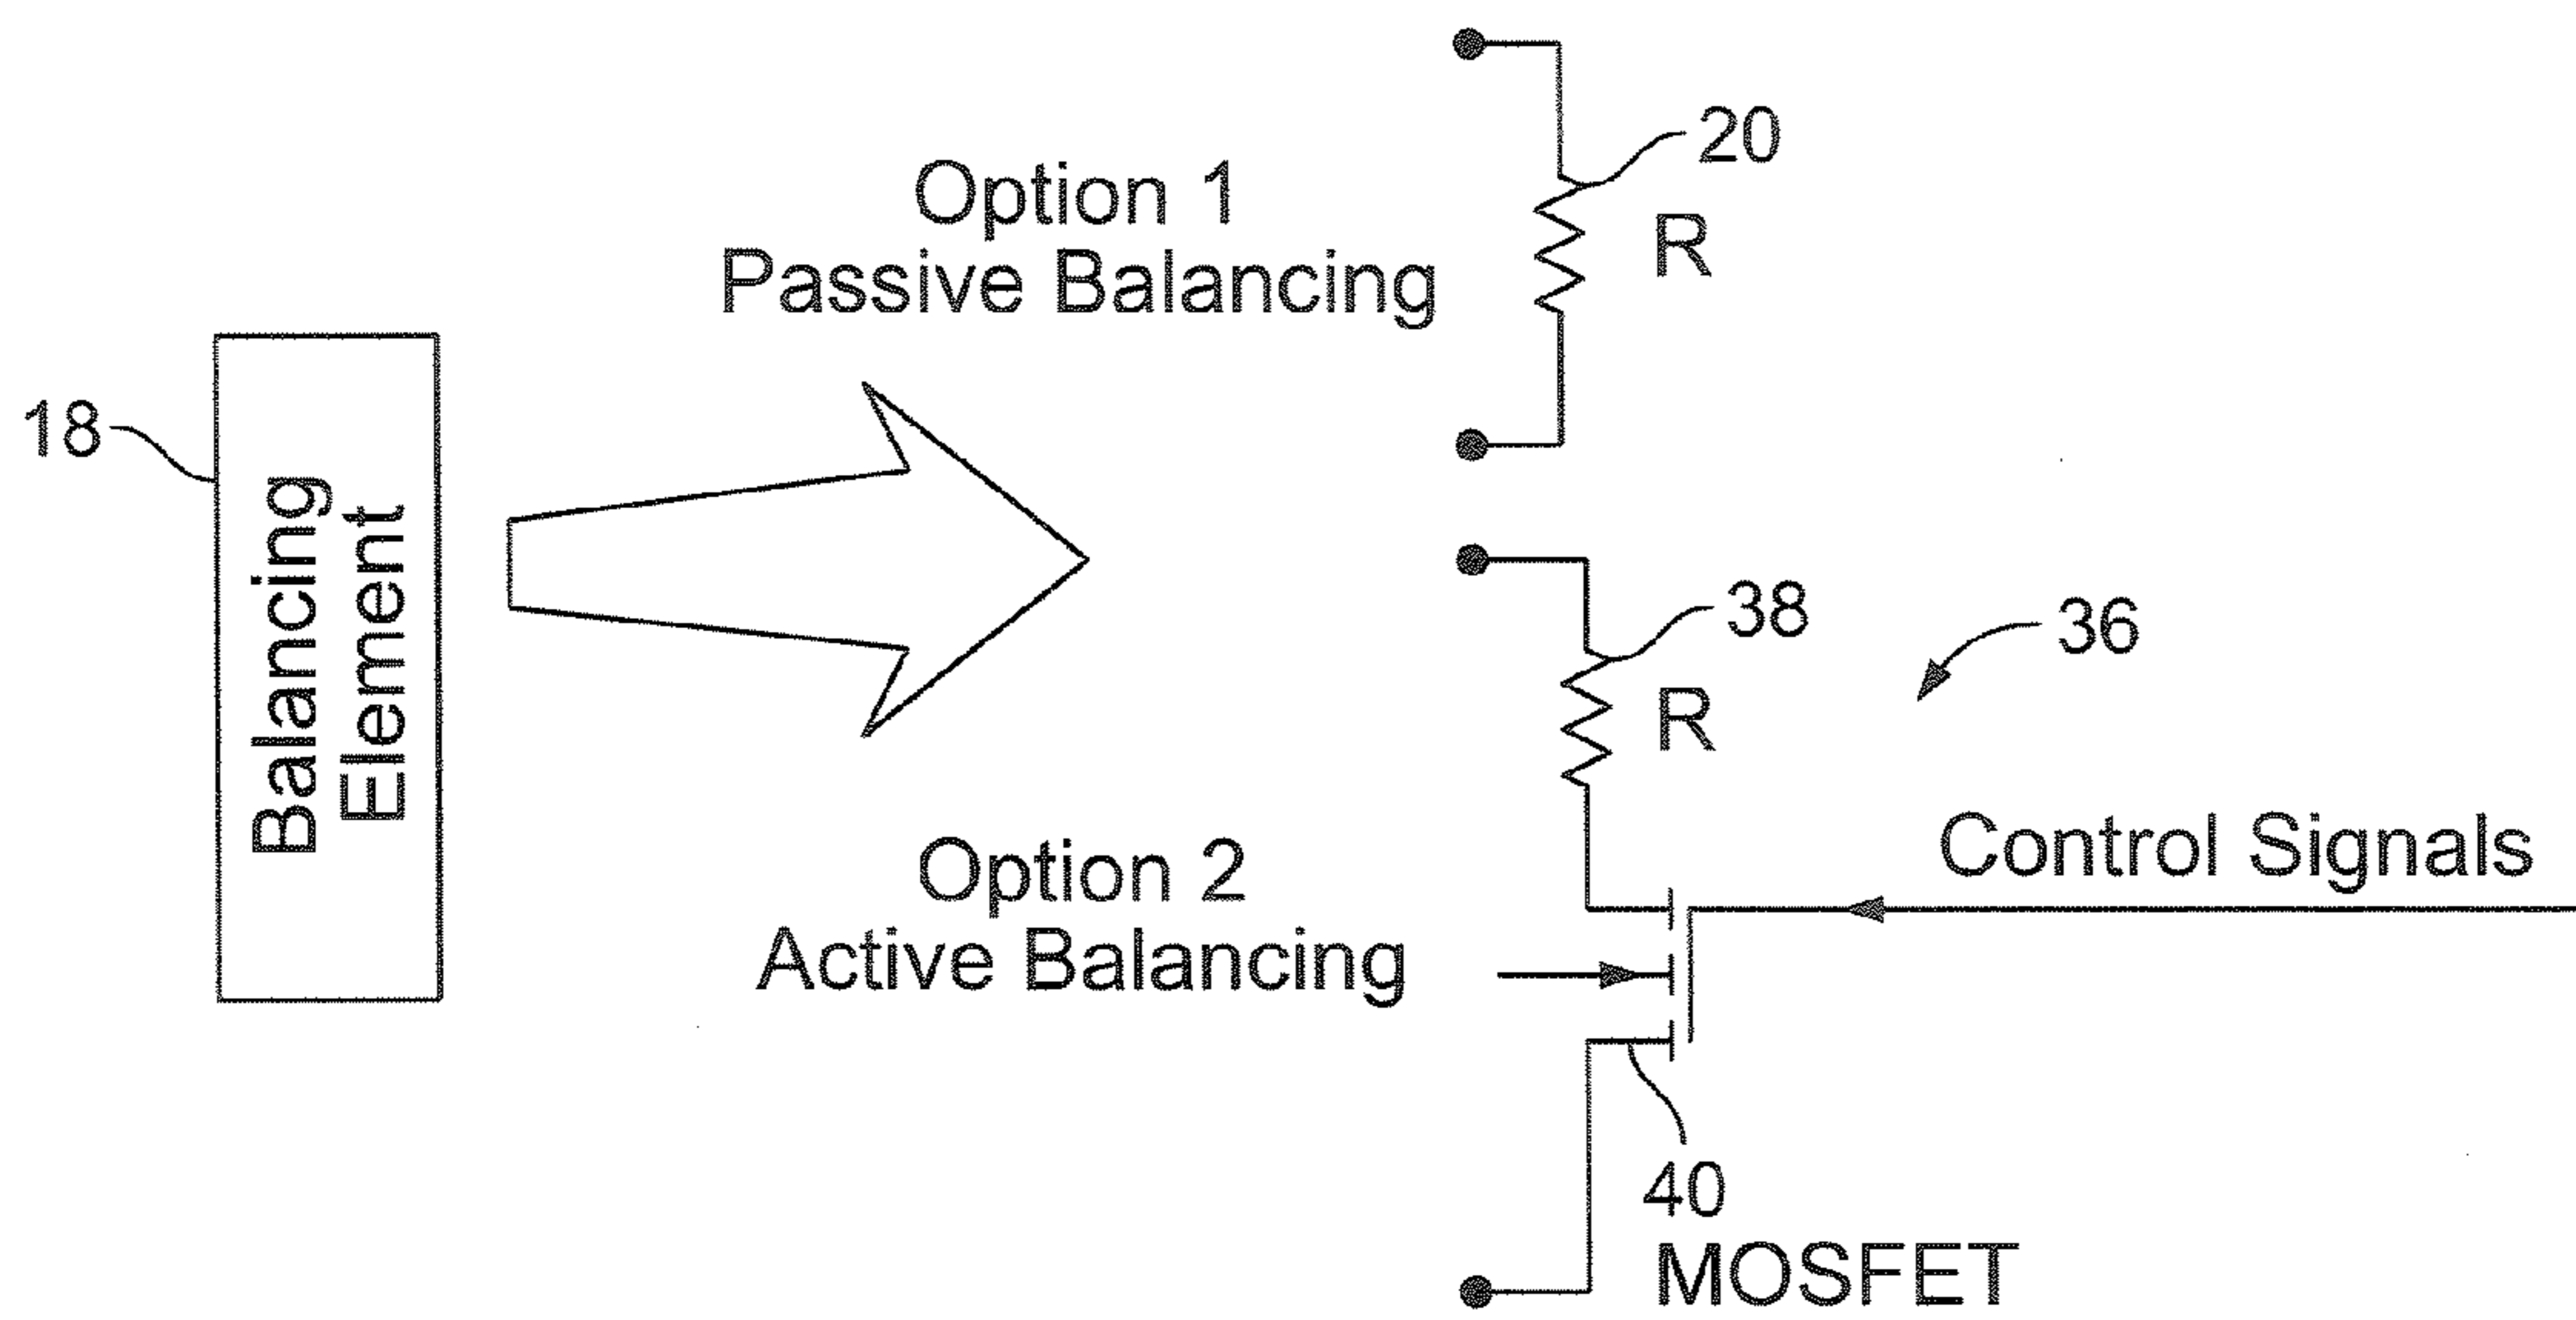 18
Balancing
Element
Option 1
Passive Balancing
20
R
38
R
36
Option 2
Active Balancing
Control Signals
40
MOSFET